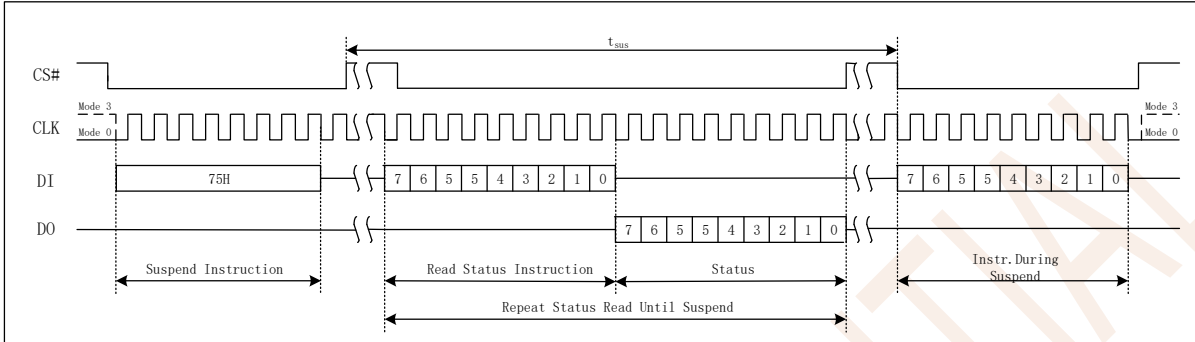 t_sus
CS#
Mode 3
Mode 3
CLK
Mode 0
Mode 0
DI
75H
7 6 5 5 4 3 2 1 0
7 6 5 5 4 3 2 1 0
DO
7 6 5 5 4 3 2 1 0
Suspend Instruction
Read Status Instruction
Status
Instr.During
Suspend
Repeat Status Read Until Suspend